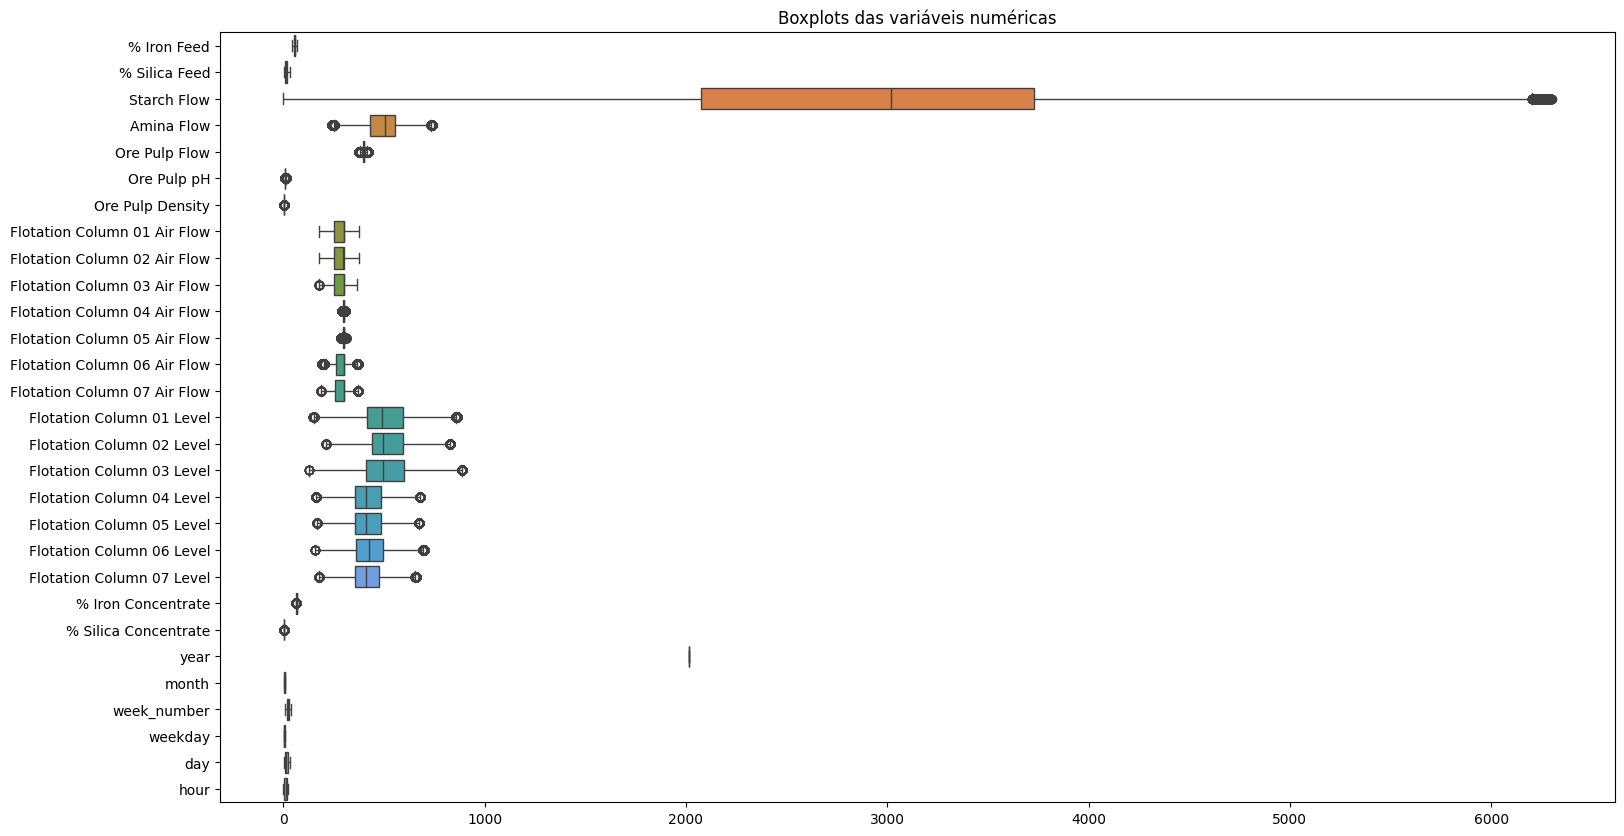 Boxplots das variáveis numéricas
% Iron Feed
% Silica Feed
Starch Flow
Amina Flow
Ore Pulp Flow
Ore Pulp pH
Ore Pulp Density
Flotation Column 01 Air Flow
Flotation Column 02 Air Flow
Flotation Column 03 Air Flow
Flotation Column 04 Air Flow
Flotation Column 05 Air Flow
Flotation Column 06 Air Flow
Flotation Column 07 Air Flow
Flotation Column 01 Level
Flotation Column 02 Level
Flotation Column 03 Level
Flotation Column 04 Level
Flotation Column 05 Level
Flotation Column 06 Level
Flotation Column 07 Level
% Iron Concentrate
% Silica Concentrate
year
month
week_number
weekday
day
hour
0 1000 2000 3000 4000 5000 6000